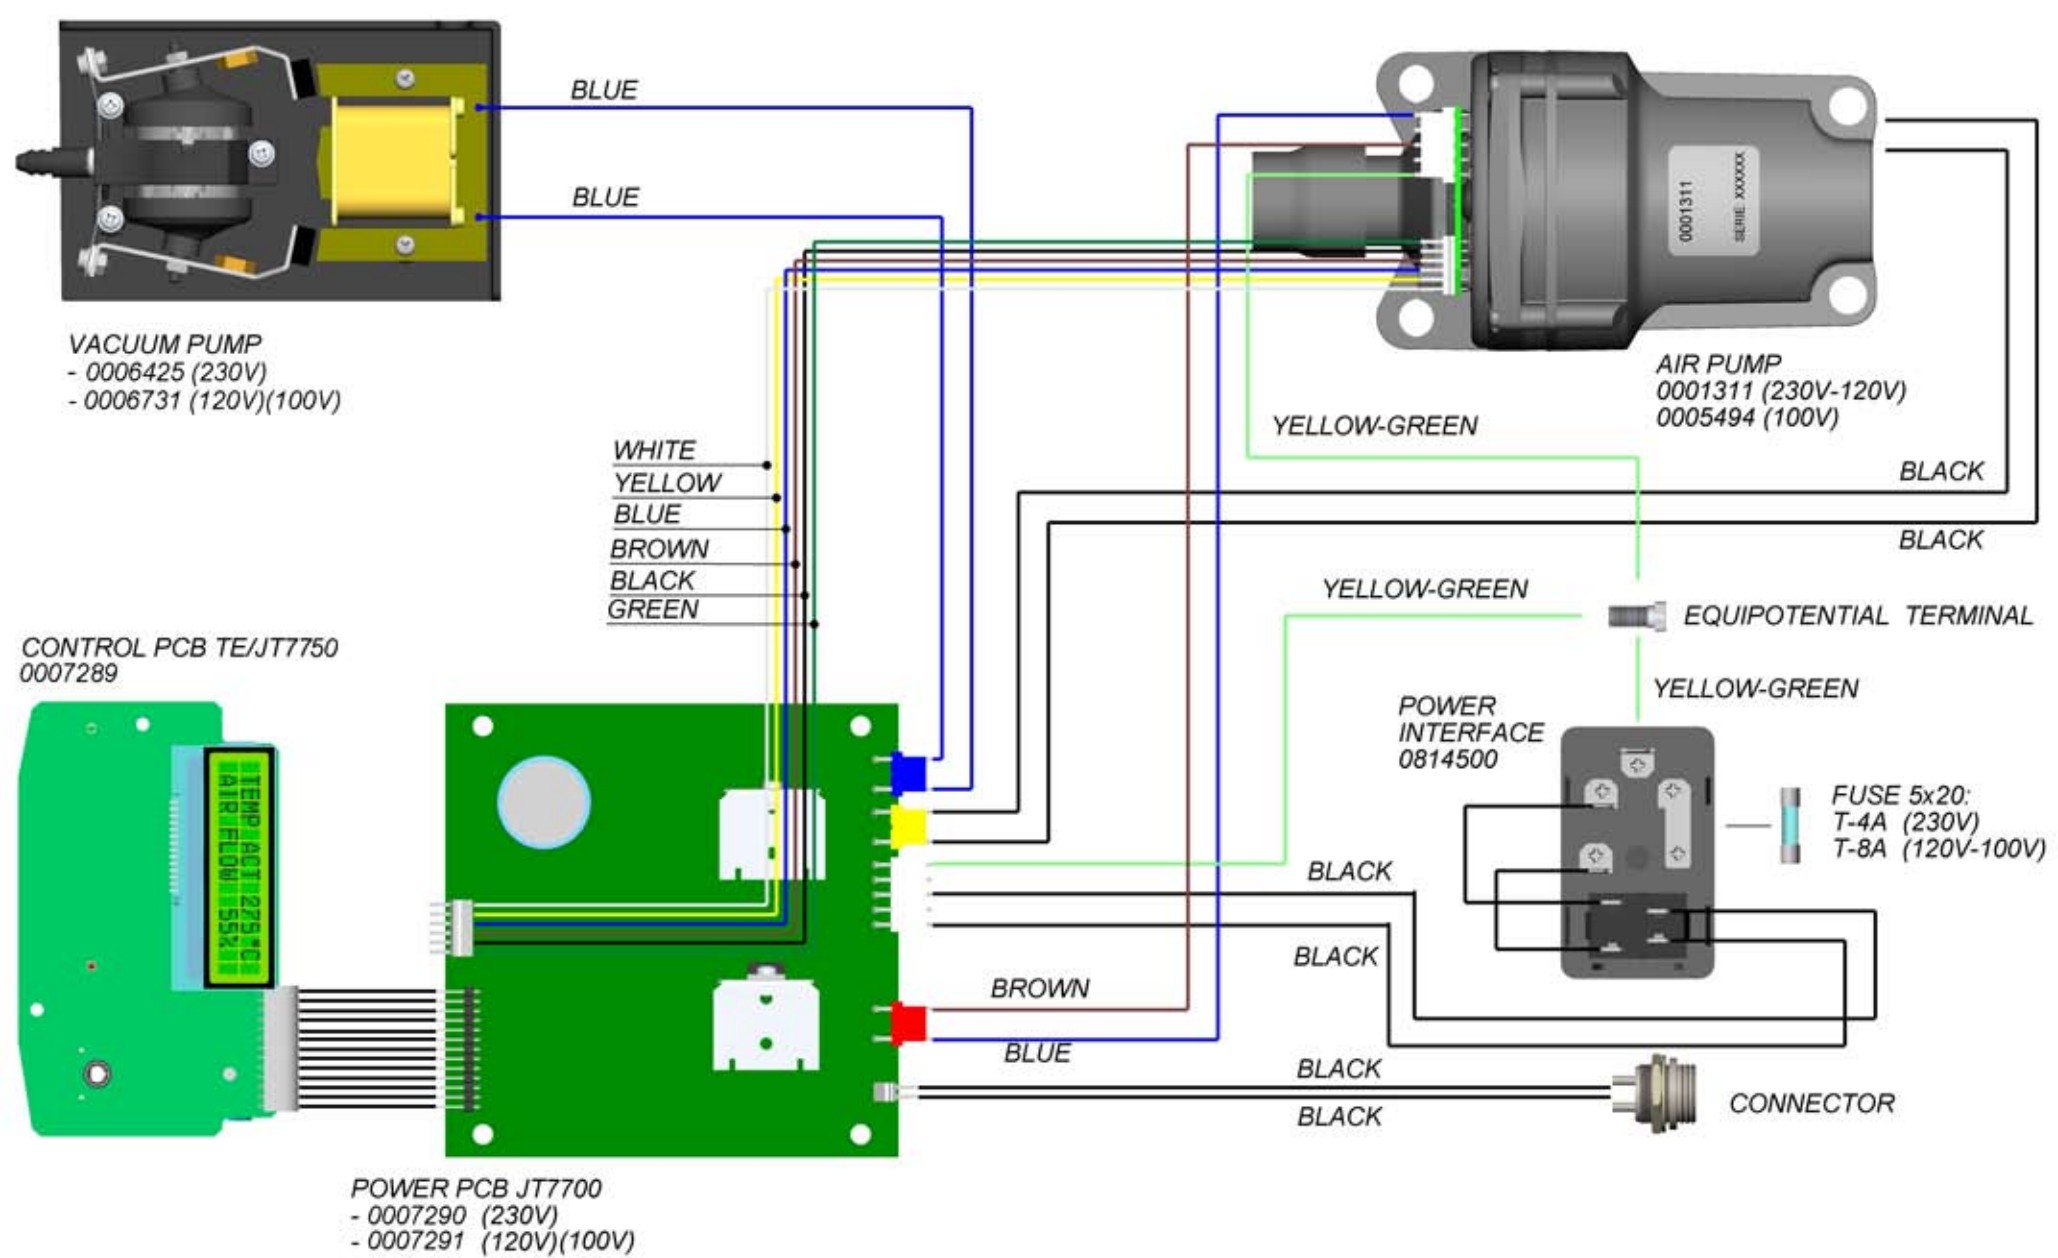 BLUE
BLUE
VACUUM PUMP
- 0006425 (230V)
- 0006731 (120V)(100V)
0001311
SERIE XXXXXX
AIR PUMP
0001311 (230V-120V)
0005494 (100V)
YELLOW-GREEN
BLACK
BLACK
WHITE
YELLOW
BLUE
BROWN
BLACK
GREEN
YELLOW-GREEN
EQUIPOTENTIAL TERMINAL
YELLOW-GREEN
CONTROL PCB TE/JT7750
0007289
TEMP ACT 275°C
AIR FLOW 55%
POWER
INTERFACE
0814500
FUSE 5x20:
T-4A (230V)
T-8A (120V-100V)
BLACK
BLACK
BROWN
BLUE
BLACK
BLACK
CONNECTOR
POWER PCB JT7700
- 0007290 (230V)
- 0007291 (120V)(100V)